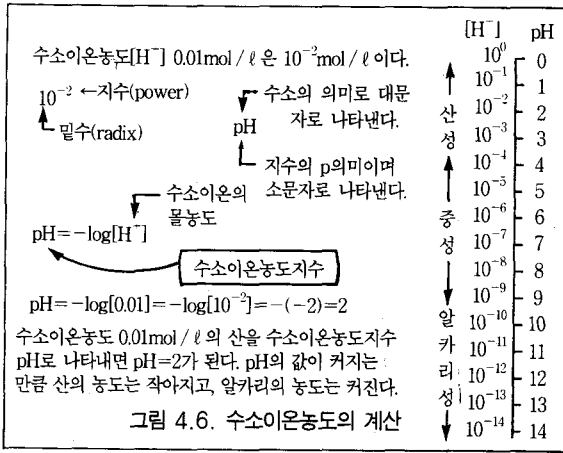 수소이온농도[H⁻] 0.01mol / ℓ 은 10⁻²mol / ℓ 이다.
10⁻² ←지수(power)
밑수(radix)
수소의 의미로 대문
자로 나타낸다.
pH
지수의 p의미이며
소문자로 나타낸다.
수소이온의
몰농도
pH=−log[H⁻]
수소이온농도지수
pH=−log[0.01]=−log[10⁻²]=−(−2)=2
수소이온농도 0.01mol / ℓ 의 산을 수소이온농도지수
pH로 나타내면 pH=2가 된다. pH의 값이 커지는
만큼 산의 농도는 작아지고, 알카리의 농도는 커진다.
그림 4.6. 수소이온농도의 계산
[H⁻] pH
산성
중성
알카리성
10⁰ 0
10⁻¹ 1
10⁻² 2
10⁻³ 3
10⁻⁴ 4
10⁻⁵ 5
10⁻⁶ 6
10⁻⁷ 7
10⁻⁸ 8
10⁻⁹ 9
10⁻¹⁰ 10
10⁻¹¹ 11
10⁻¹² 12
10⁻¹³ 13
10⁻¹⁴ 14